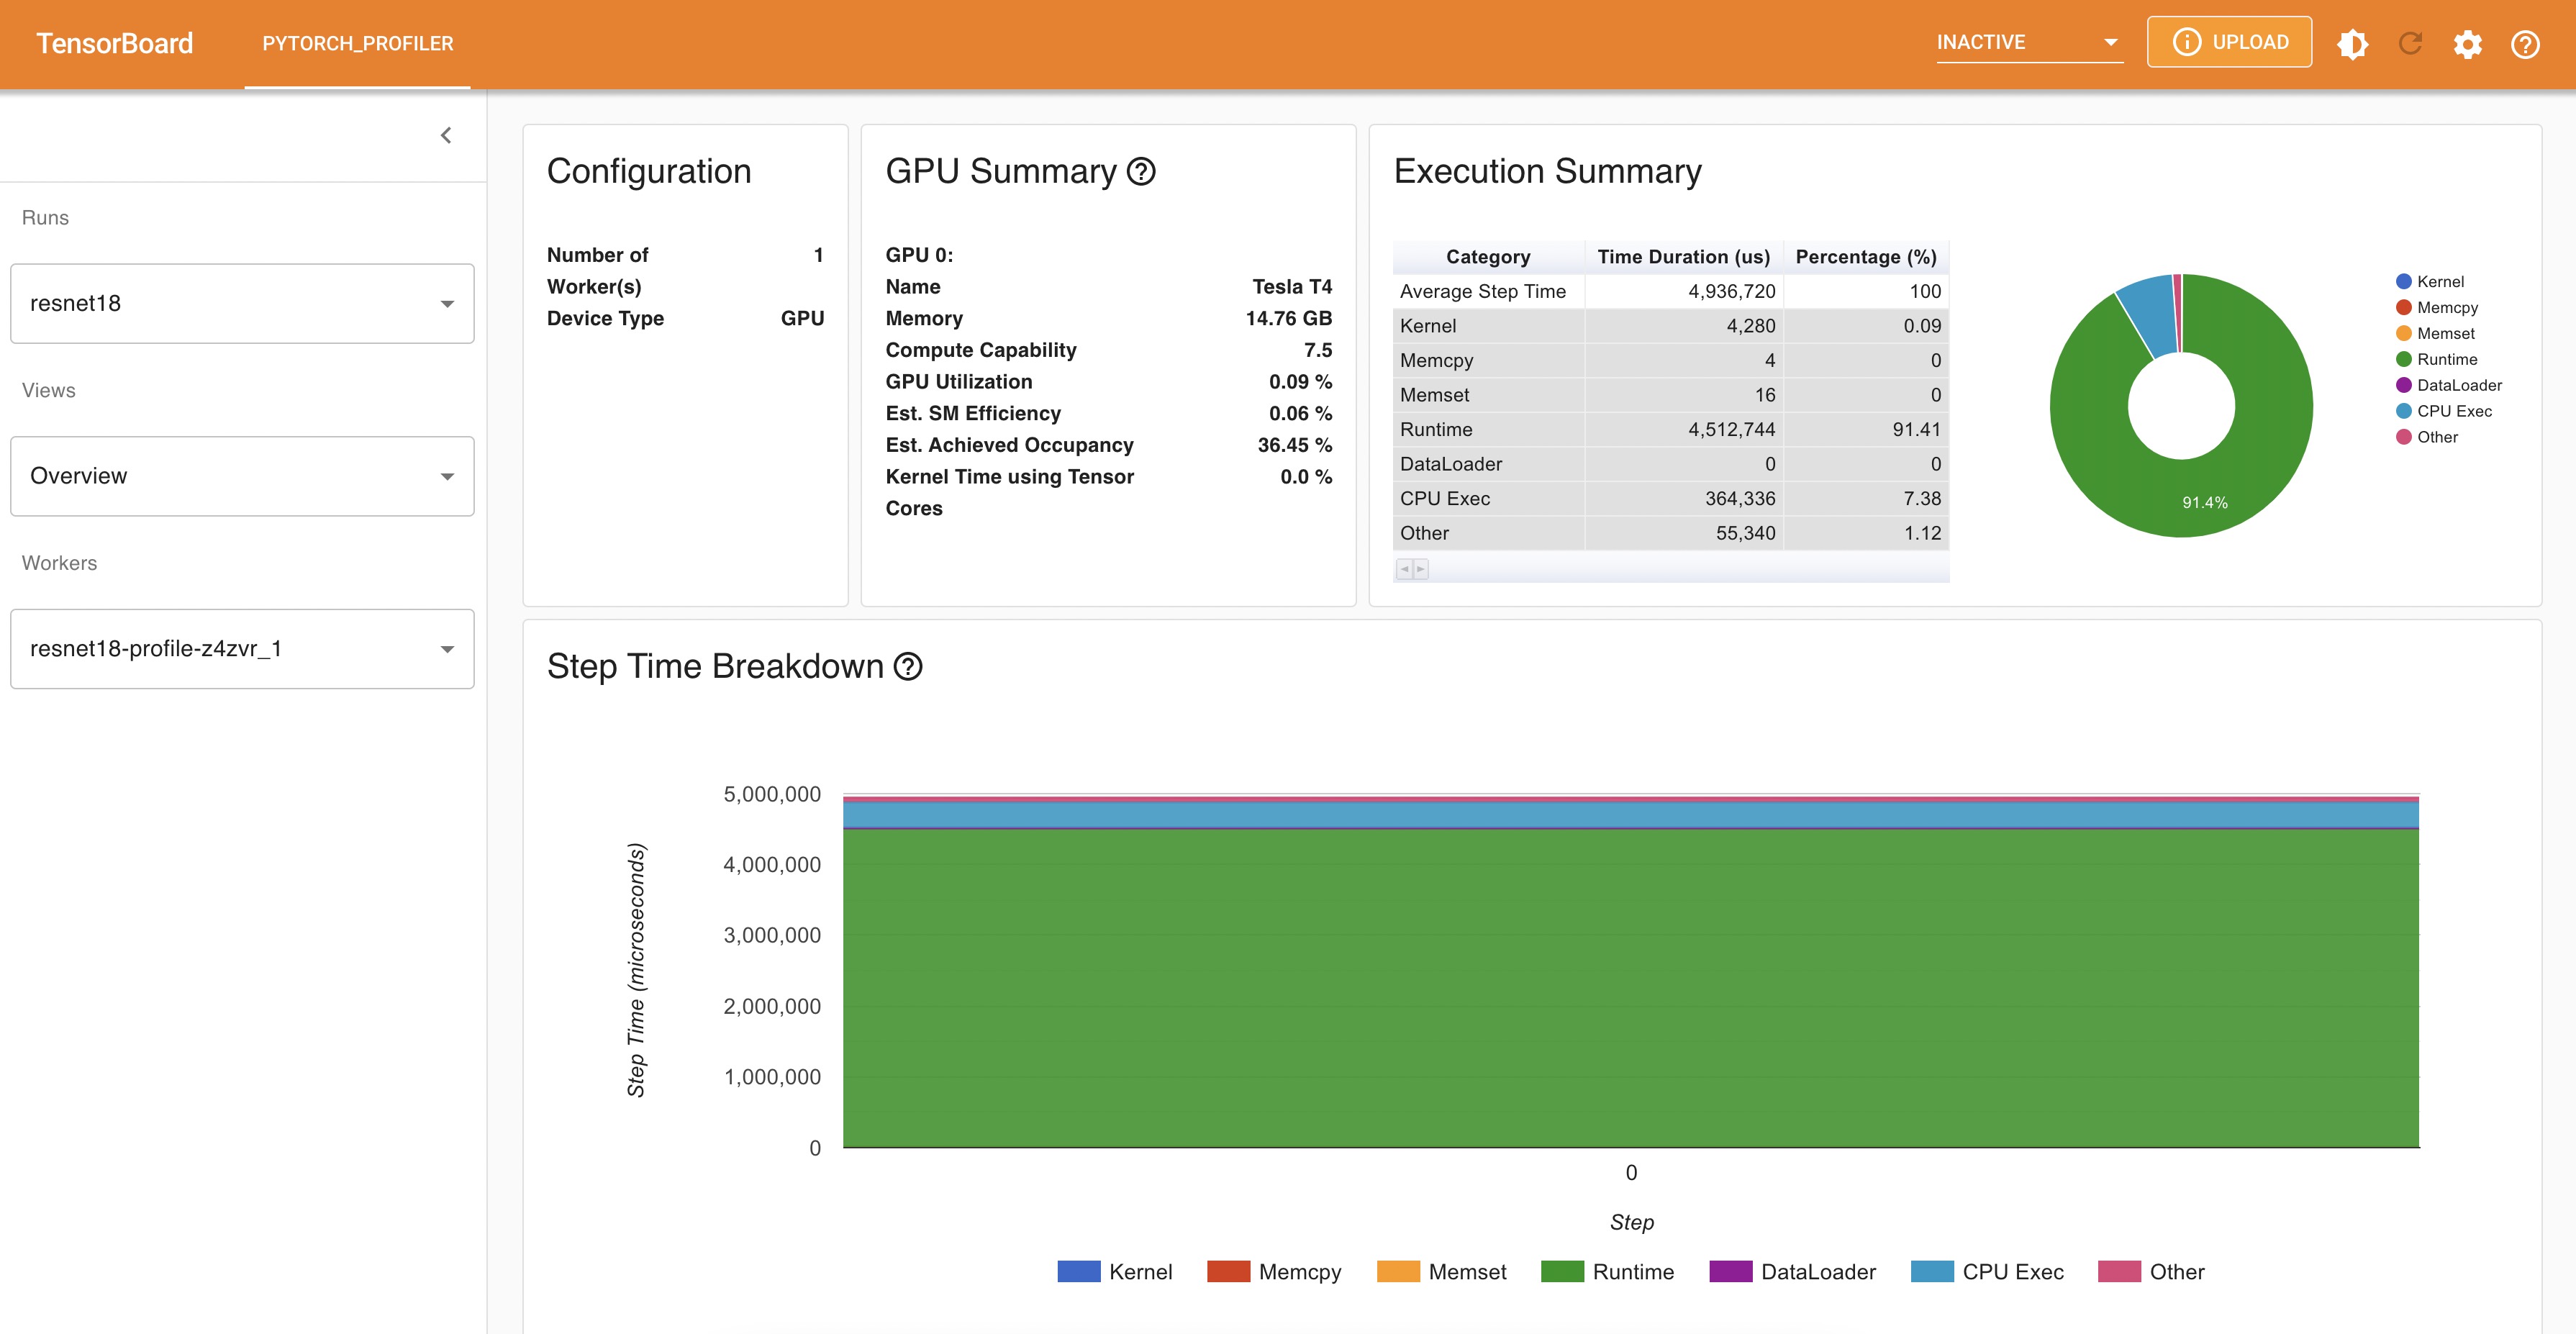 TensorBoard
PYTORCH_PROFILER
INACTIVE
UPLOAD
Runs
resnet18
Views
Overview
Workers
resnet18-profile-z4zvr_1
Configuration
Number of Worker(s) 1
Device Type GPU
GPU Summary
GPU 0:
Name Tesla T4
Memory 14.76 GB
Compute Capability 7.5
GPU Utilization 0.09 %
Est. SM Efficiency 0.06 %
Est. Achieved Occupancy 36.45 %
Kernel Time using Tensor Cores 0.0 %
Execution Summary
Category Time Duration (us) Percentage (%)
Average Step Time 4,936,720 100
Kernel 4,280 0.09
Memcpy 4 0
Memset 16 0
Runtime 4,512,744 91.41
DataLoader 0 0
CPU Exec 364,336 7.38
Other 55,340 1.12
91.4%
Kernel
Memcpy
Memset
Runtime
DataLoader
CPU Exec
Other
Step Time Breakdown
Step Time (microseconds)
5,000,000
4,000,000
3,000,000
2,000,000
1,000,000
0
0
Step
Kernel Memcpy Memset Runtime DataLoader CPU Exec Other